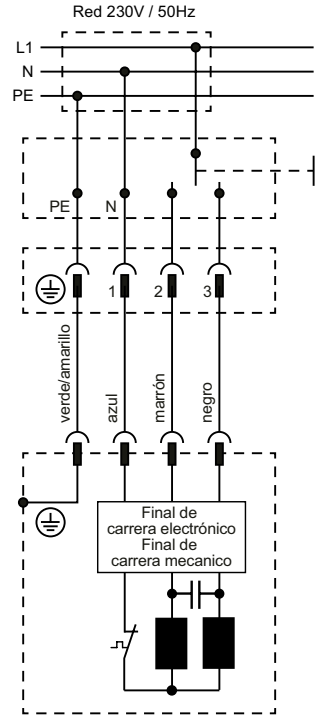 Red 230V / 50Hz
L1
N
PE
PE N
1 2 3
verde/amarillo
azul
marrón
negro
Final de
carrera electrónico
Final de
carrera mecanico